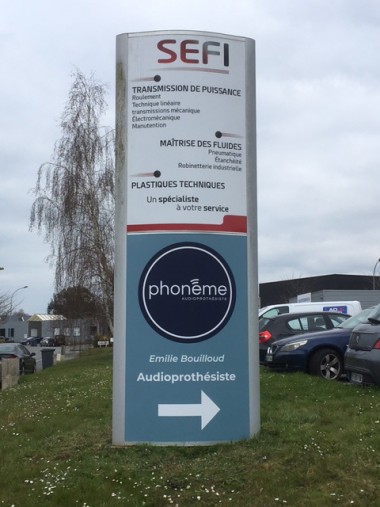 SEFI
TRANSMISSION DE PUISSANCE
Roulement
Technique linéaire
transmissions mécanique
Électromécanique
Manutention
MAÎTRISE DES FLUIDES
Pneumatique
Étanchéité
Robinetterie industrielle
PLASTIQUES TECHNIQUES
Un spécialiste
à votre service
phonème
AUDIOPROTHÉSISTE
Emilie Bouilloud
Audioprothésiste